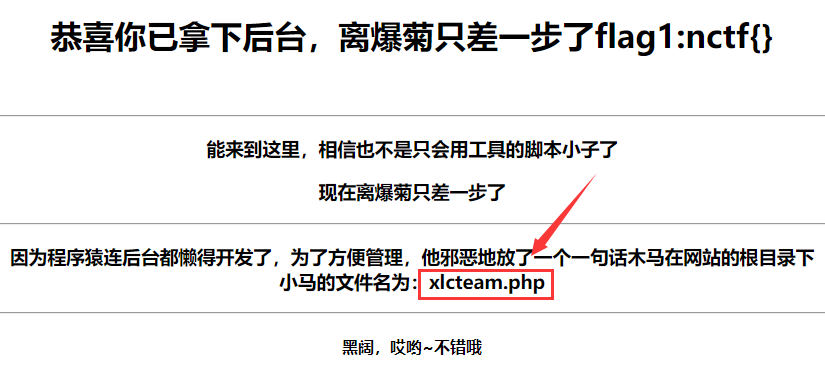 恭喜你已拿下后台，离爆菊只差一步了flag1:nctf{}
能来到这里，相信也不是只会用工具的脚本小子了
现在离爆菊只差一步了
因为程序猿连后台都懒得开发了，为了方便管理，他邪恶地放了一个一句话木马在网站的根目录下
小马的文件名为：xlcteam.php
黑阔，哎哟~不错哦